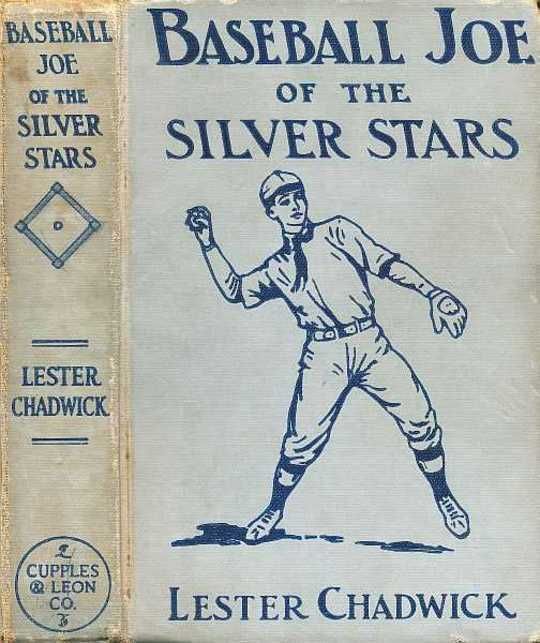 BASEBALL
JOE
OF THE
SILVER
STARS
LESTER
CHADWICK
CUPPLES
& LEON
CO.
BASEBALL JOE
OF THE
SILVER STARS
LESTER CHADWICK